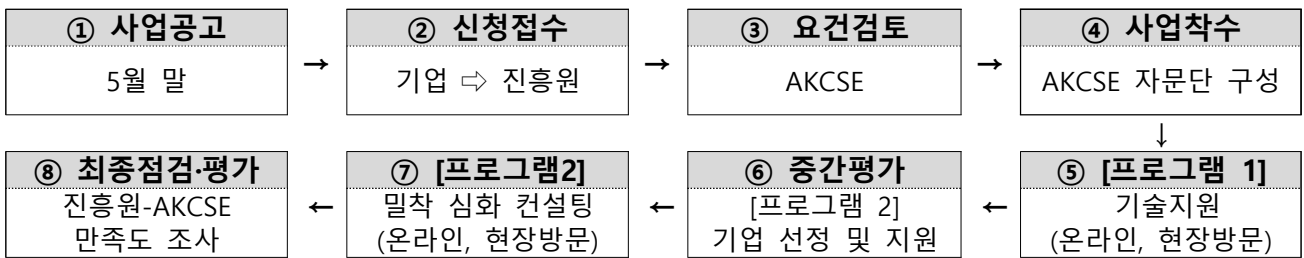 ① 사업공고
5월 말
→
② 신청접수
기업 ⇨ 진흥원
→
③ 요건검토
AKCSE
→
④ 사업착수
AKCSE 자문단 구성
↓
⑤ [프로그램 1]
기술지원
(온라인, 현장방문)
←
⑥ 중간평가
[프로그램 2]
기업 선정 및 지원
←
⑦ [프로그램2]
밀착 심화 컨설팅
(온라인, 현장방문)
←
⑧ 최종점검·평가
진흥원-AKCSE
만족도 조사